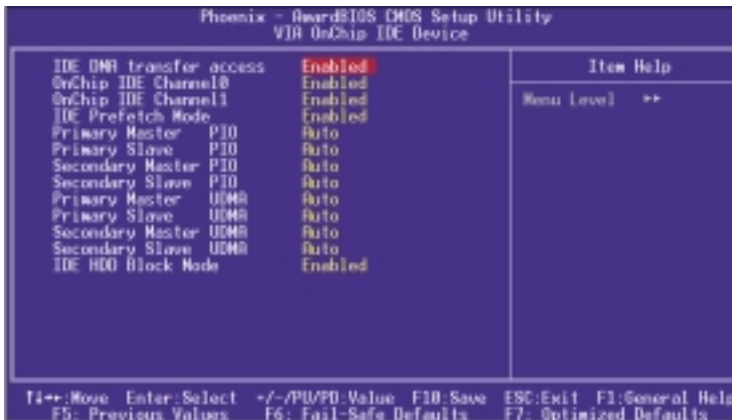 Phoenix - AwardBIOS CMOS Setup Utility
VIA OnChip IDE Device
IDE DMA transfer access Enabled
OnChip IDE Channel0 Enabled
OnChip IDE Channel1 Enabled
IDE Prefetch Mode Enabled
Primary Master PIO Auto
Primary Slave PIO Auto
Secondary Master PIO Auto
Secondary Slave PIO Auto
Primary Master UDMA Auto
Primary Slave UDMA Auto
Secondary Master UDMA Auto
Secondary Slave UDMA Auto
IDE HDD Block Mode Enabled
Item Help
Menu Level ▸▸
↑↓→←:Move Enter:Select +/-/PU/PD:Value F10:Save ESC:Exit F1:General Help
F5: Previous Values F6: Fail-Safe Defaults F7: Optimized Defaults